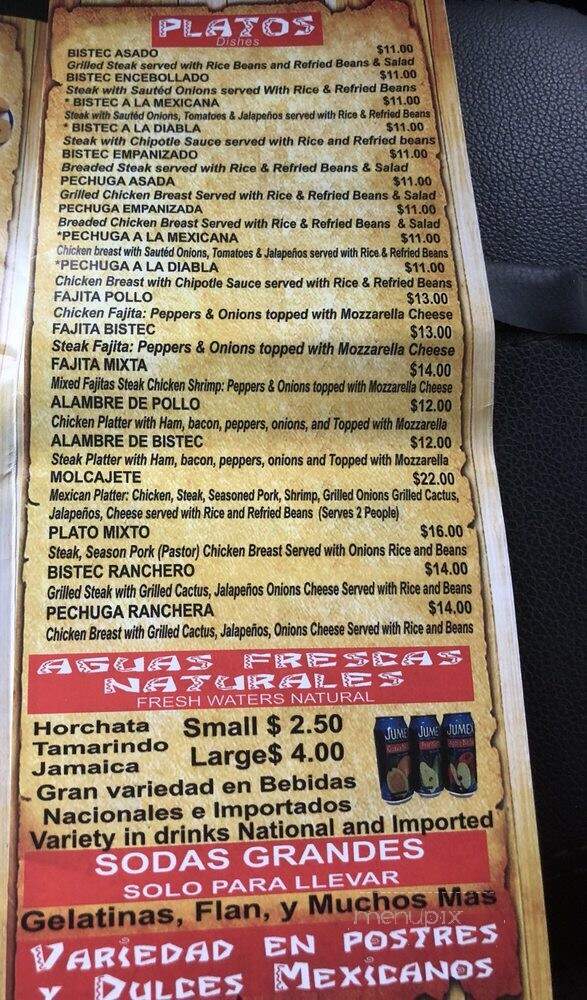 PLATOS
Dishes
BISTEC ASADO $11.00
Grilled Steak served with Rice Beans and Refried Beans & Salad
BISTEC ENCEBOLLADO $11.00
Steak with Sautéd Onions served With Rice & Refried Beans
* BISTEC A LA MEXICANA $11.00
Steak with Sautéd Onions, Tomatoes & Jalapeños served with Rice & Refried Beans
* BISTEC A LA DIABLA $11.00
Steak with Chipotle Sauce served with Rice and Refried beans
BISTEC EMPANIZADO $11.00
Breaded Steak served with Rice & Refried Beans & Salad
PECHUGA ASADA $11.00
Grilled Chicken Breast Served with Rice & Refried Beans & Salad
PECHUGA EMPANIZADA $11.00
Breaded Chicken Breast Served with Rice & Refried Beans & Salad
*PECHUGA A LA MEXICANA $11.00
Chicken breast with Sautéd Onions, Tomatoes & Jalapeños served with Rice & Refried Beans
*PECHUGA A LA DIABLA $11.00
Chicken Breast with Chipotle Sauce served with Rice & Refried Beans
FAJITA POLLO $13.00
Chicken Fajita: Peppers & Onions topped with Mozzarella Cheese
FAJITA BISTEC $13.00
Steak Fajita: Peppers & Onions topped with Mozzarella Cheese
FAJITA MIXTA $14.00
Mixed Fajitas Steak Chicken Shrimp: Peppers & Onions topped with Mozzarella Cheese
ALAMBRE DE POLLO $12.00
Chicken Platter with Ham, bacon, peppers, onions, and Topped with Mozzarella
ALAMBRE DE BISTEC $12.00
Steak Platter with Ham, bacon, peppers, onions and Topped with Mozzarella
MOLCAJETE $22.00
Mexican Platter: Chicken, Steak, Seasoned Pork, Shrimp, Grilled Onions Grilled Cactus,
Jalapeños, Cheese served with Rice and Refried Beans (Serves 2 People)
PLATO MIXTO $16.00
Steak, Season Pork (Pastor) Chicken Breast Served with Onions Rice and Beans
BISTEC RANCHERO $14.00
Grilled Steak with Grilled Cactus, Jalapeños Onions Cheese Served with Rice and Beans
PECHUGA RANCHERA $14.00
Chicken Breast with Grilled Cactus, Jalapeños, Onions Cheese Served with Rice and Beans
AGUAS FRESCAS
NATURALES
FRESH WATERS NATURAL
Horchata Small $ 2.50
Tamarindo Large$ 4.00
Jamaica
JUME JUME JUMEX
Gran variedad en Bebidas
Nacionales e Importados
Variety in drinks National and Imported
SODAS GRANDES
SOLO PARA LLEVAR
Gelatinas, Flan, y Muchos Mas
menupix
VARIEDAD EN POSTRES
Y DULCES MEXICANOS